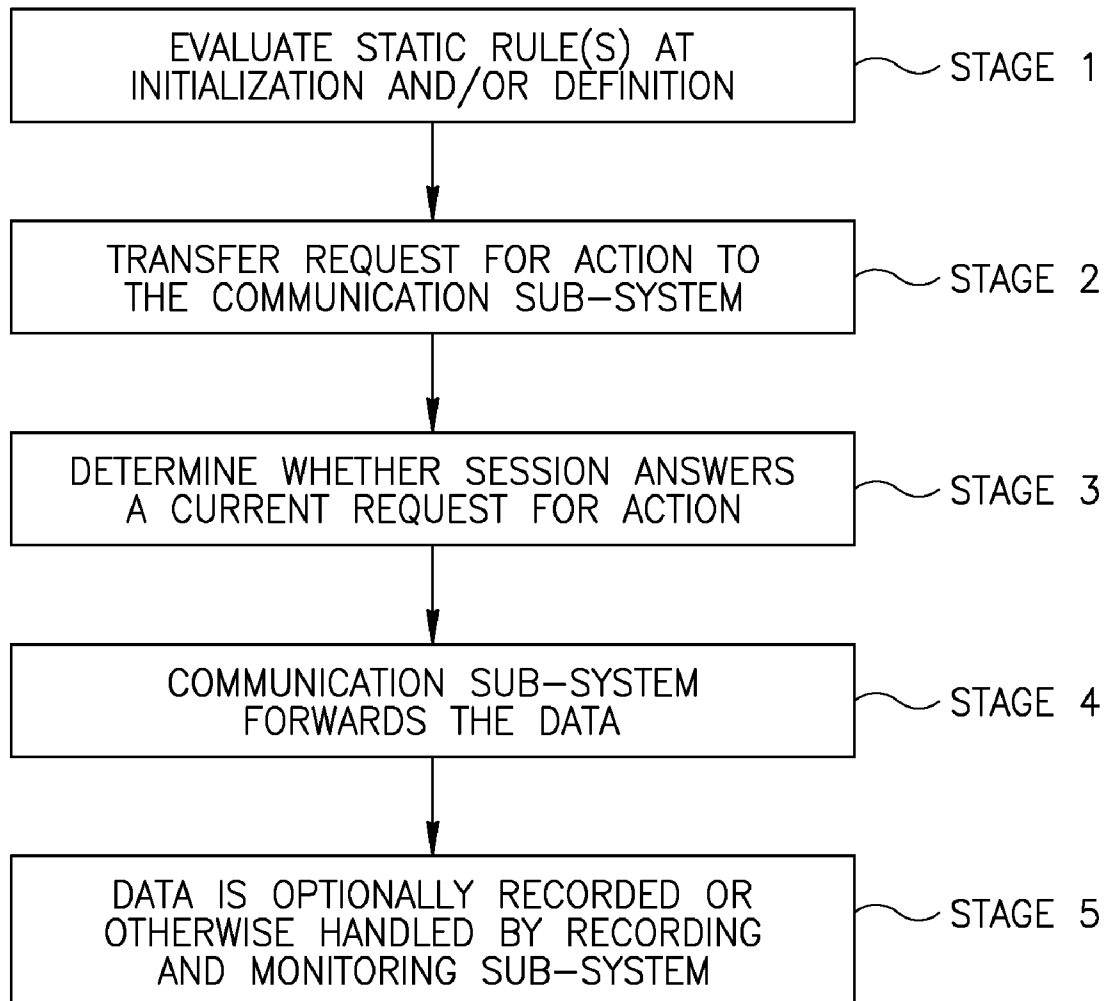 EVALUATE STATIC RULE(S) AT
INITIALIZATION AND/OR DEFINITION
STAGE 1
TRANSFER REQUEST FOR ACTION TO
THE COMMUNICATION SUB-SYSTEM
STAGE 2
DETERMINE WHETHER SESSION ANSWERS
A CURRENT REQUEST FOR ACTION
STAGE 3
COMMUNICATION SUB-SYSTEM
FORWARDS THE DATA
STAGE 4
DATA IS OPTIONALLY RECORDED OR
OTHERWISE HANDLED BY RECORDING
AND MONITORING SUB-SYSTEM
STAGE 5